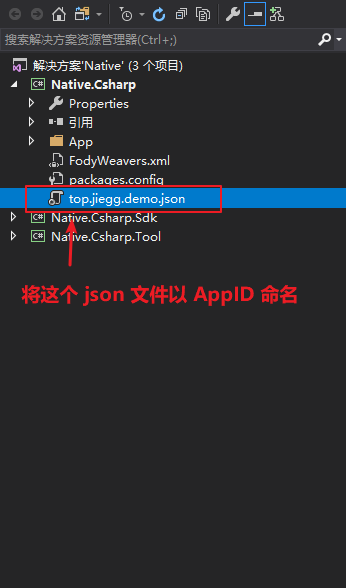 搜索解决方案资源管理器(Ctrl+;)
解决方案'Native' (3 个项目)
Native.Csharp
Properties
引用
App
FodyWeavers.xml
packages.config
top.jiegg.demo.json
Native.Csharp.Sdk
Native.Csharp.Tool
将这个 json 文件以 AppID 命名